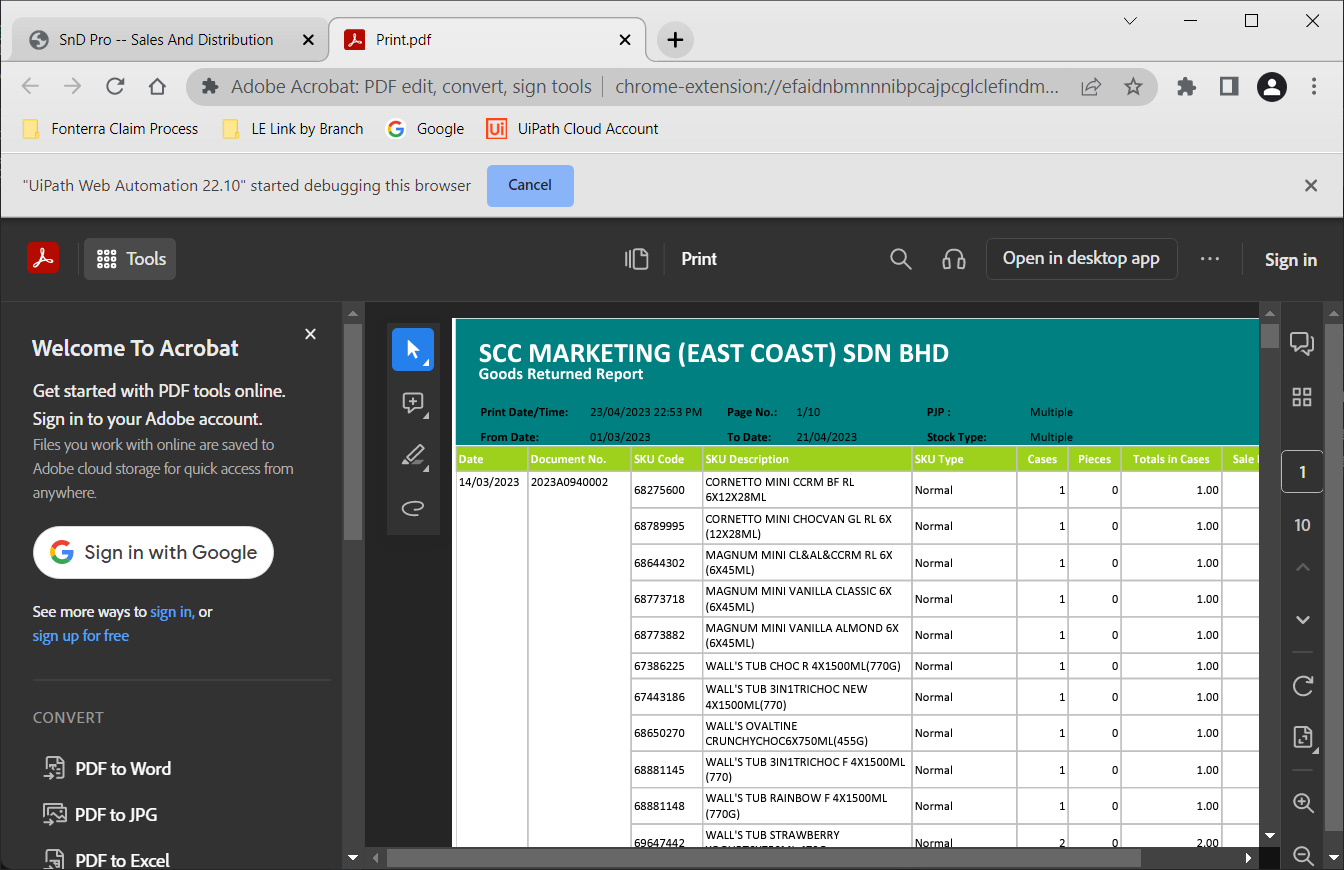 SnD Pro -- Sales And Distribution
Print.pdf
Adobe Acrobat: PDF edit, convert, sign tools
chrome-extension://efaidnbmnnnibpcajpcglclefindm...
Fonterra Claim Process
LE Link by Branch
Google
UiPath Cloud Account
"UiPath Web Automation 22.10" started debugging this browser
Cancel
Tools
Print
Open in desktop app
Sign in
Welcome To Acrobat
Get started with PDF tools online.
Sign in to your Adobe account.
Files you work with online are saved to
Adobe cloud storage for quick access from
anywhere.
Sign in with Google
See more ways to sign in, or
sign up for free
CONVERT
PDF to Word
PDF to JPG
PDF to Excel
SCC MARKETING (EAST COAST) SDN BHD
Goods Returned Report
Print Date/Time: 23/04/2023 22:53 PM Page No.: 1/10 PJP : Multiple
From Date: 01/03/2023 To Date: 21/04/2023 Stock Type: Multiple
Date Document No. SKU Code SKU Description SKU Type Cases Pieces Totals in Cases Sale
14/03/2023 2023A0940002 68275600 CORNETTO MINI CCRM BF RL
6X12X28ML Normal 1 0 1.00
68789995 CORNETTO MINI CHOCVAN GL RL 6X
(12X28ML) Normal 1 0 1.00
68644302 MAGNUM MINI CL&AL&CCRM RL 6X
(6X45ML) Normal 1 0 1.00
68773718 MAGNUM MINI VANILLA CLASSIC 6X
(6X45ML) Normal 1 0 1.00
68773882 MAGNUM MINI VANILLA ALMOND 6X
(6X45ML) Normal 1 0 1.00
67386225 WALL'S TUB CHOC R 4X1500ML(770G) Normal 1 0 1.00
67443186 WALL'S TUB 3IN1TRICHOC NEW
4X1500ML(770) Normal 1 0 1.00
68650270 WALL'S OVALTINE
CRUNCHYCHOC6X750ML(455G) Normal 1 0 1.00
68881145 WALL'S TUB 3IN1TRICHOC F 4X1500ML
(770) Normal 1 0 1.00
68881148 WALL'S TUB RAINBOW F 4X1500ML
(770G) Normal 1 0 1.00
69647442 WALL'S TUB STRAWBERRY
Normal 2 0 2.00
1
10